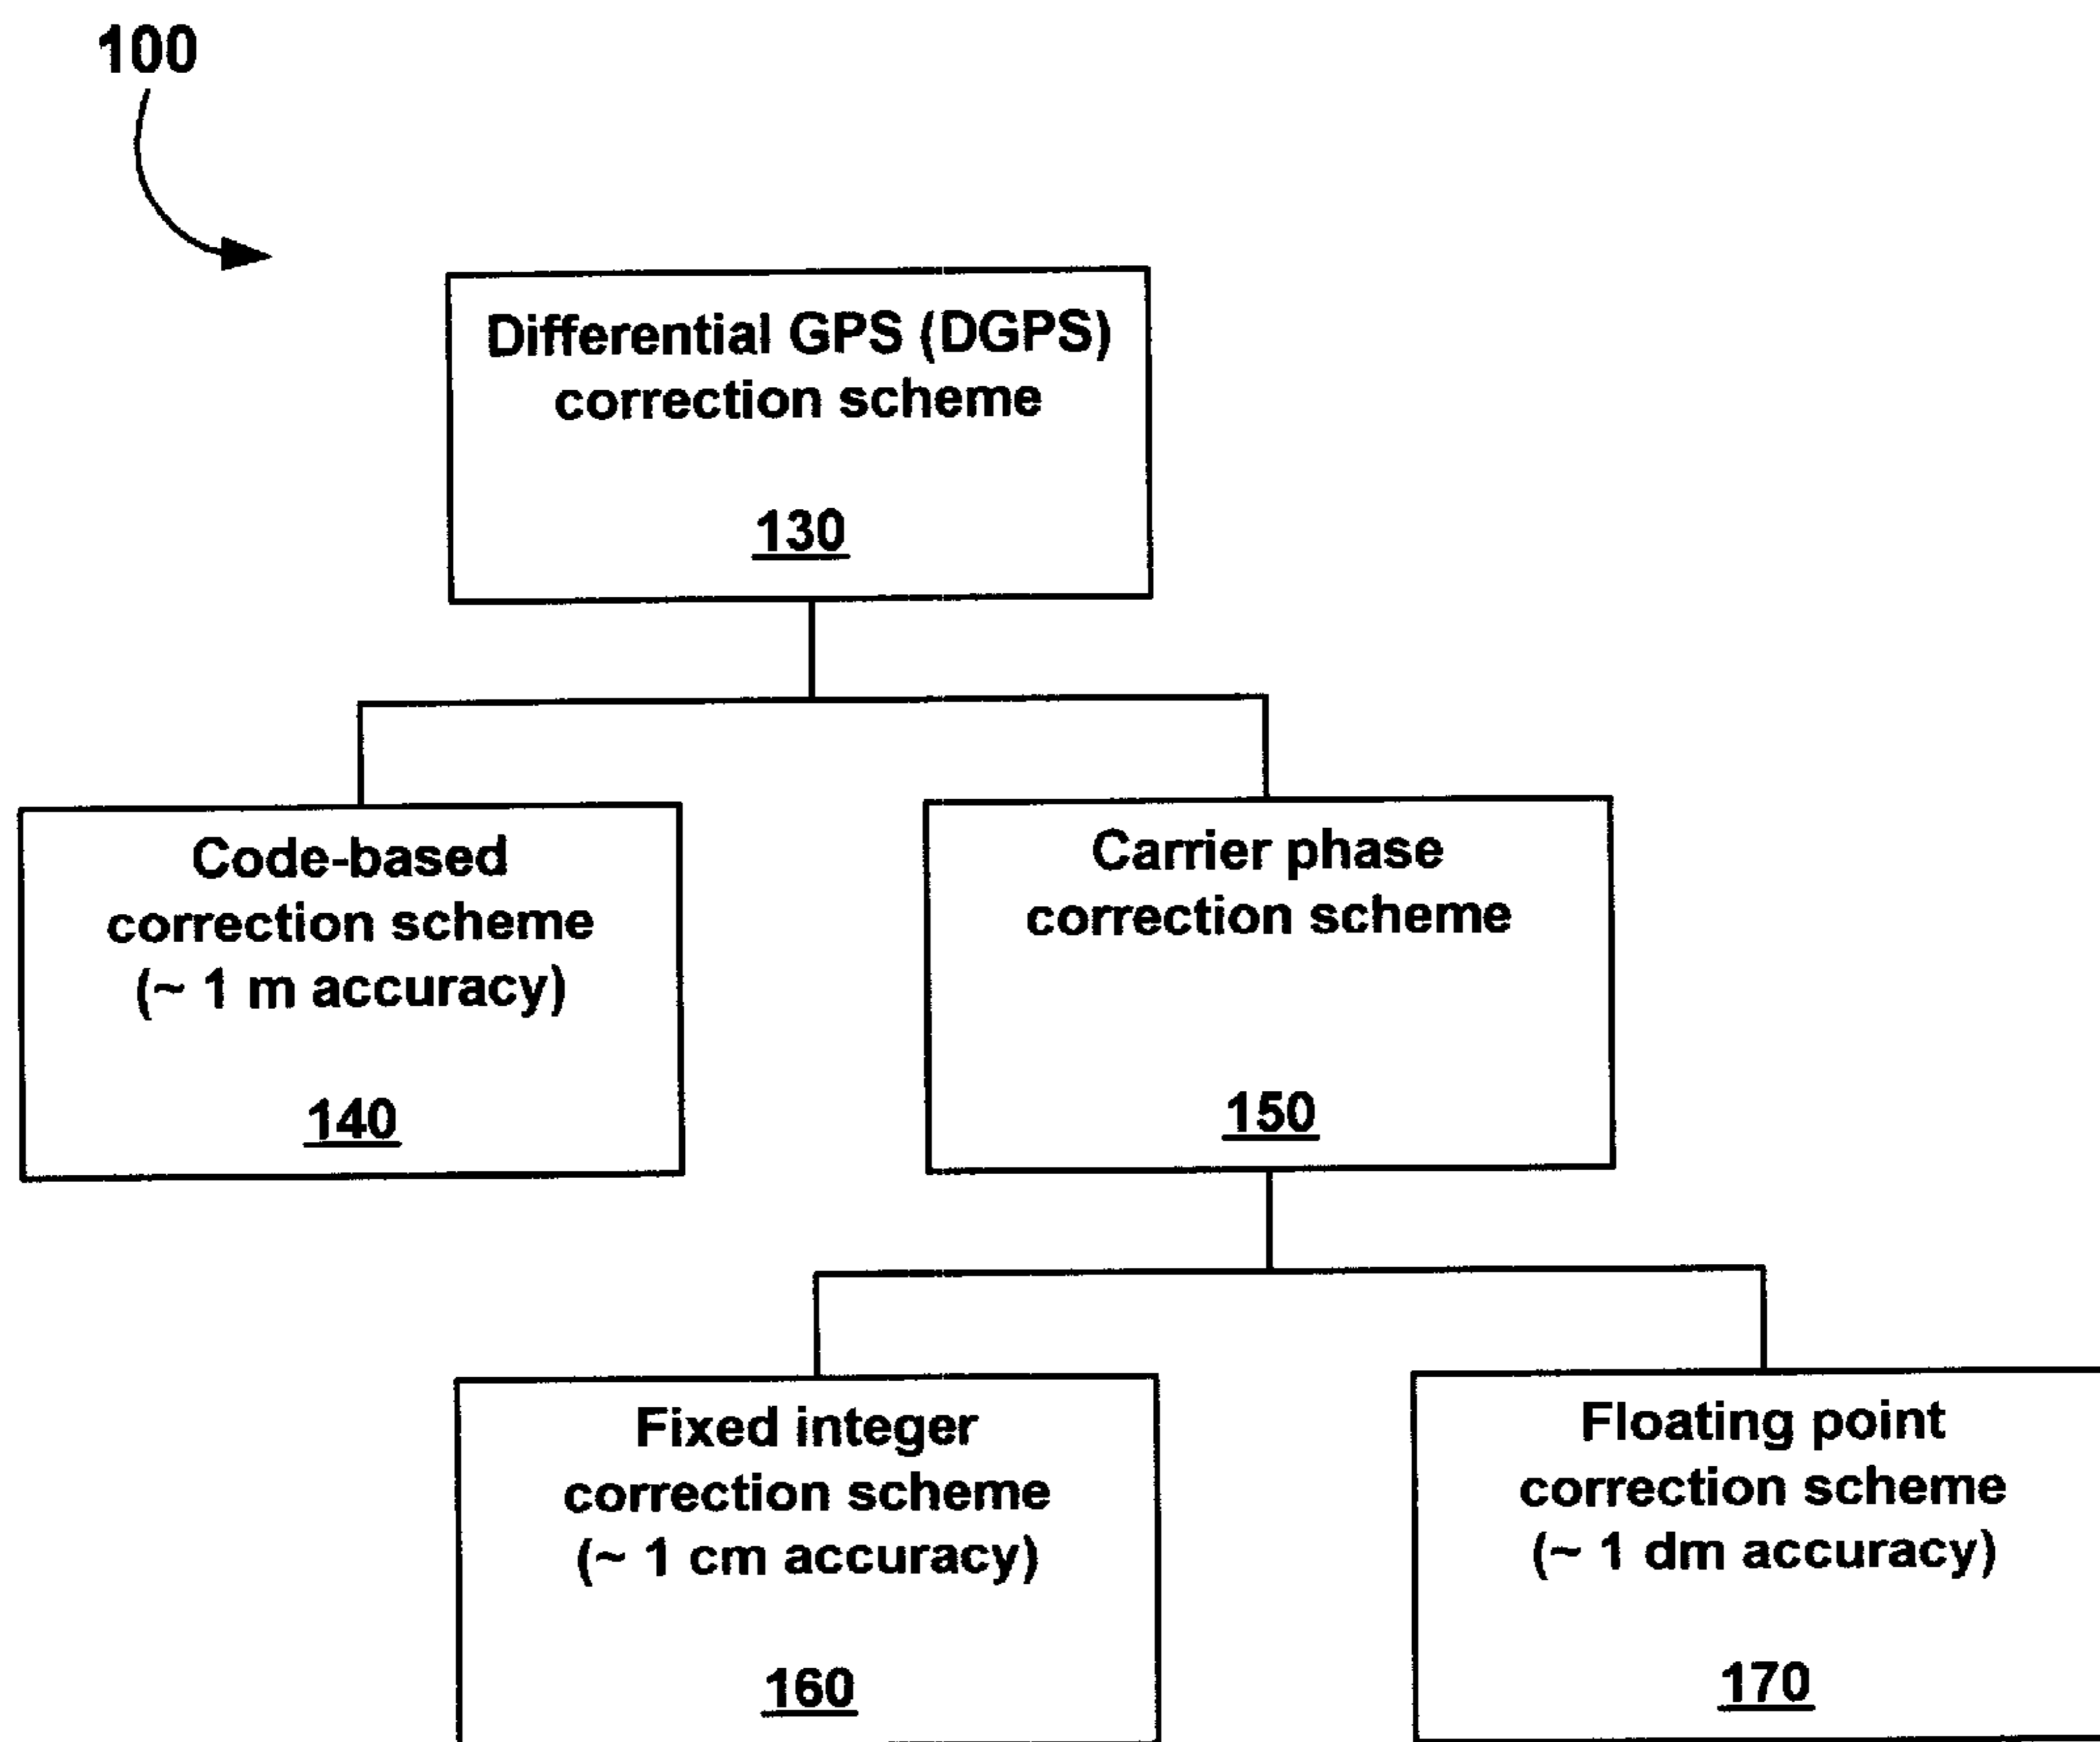 100
Differential GPS (DGPS)
correction scheme
130
Code-based
correction scheme
(~ 1 m accuracy)
140
Carrier phase
correction scheme
150
Fixed integer
correction scheme
(~ 1 cm accuracy)
160
Floating point
correction scheme
(~ 1 dm accuracy)
170